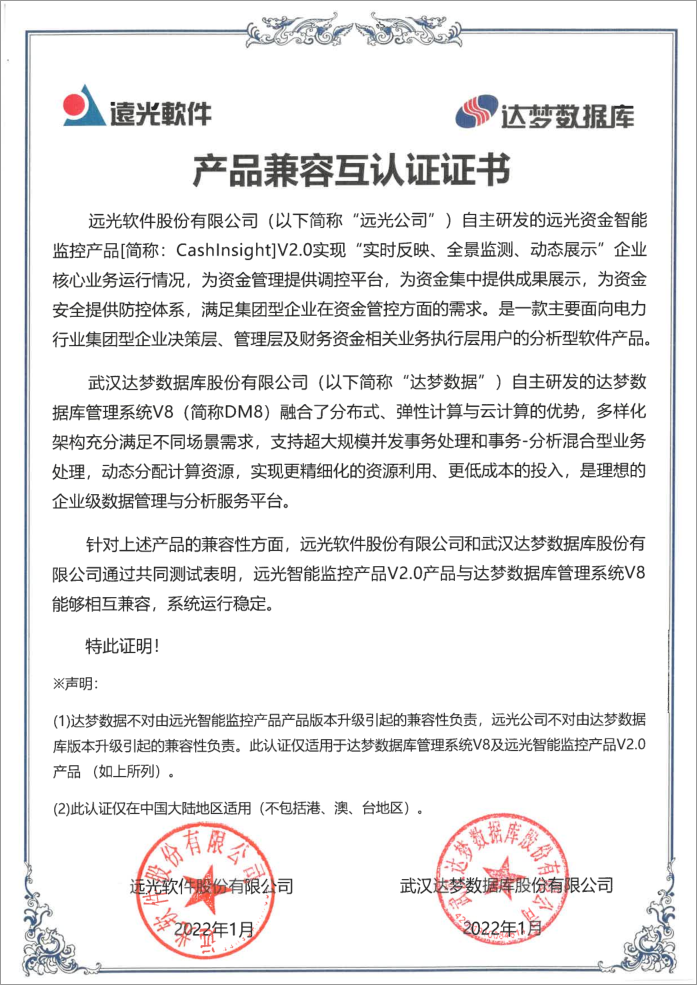 遠光軟件
达梦数据库
产品兼容互认证证书
远光软件股份有限公司（以下简称“远光公司”）自主研发的远光资金智能
监控产品[简称：CashInsight]V2.0实现“实时反映、全景监测、动态展示”企业
核心业务运行情况，为资金管理提供调控平台，为资金集中提供成果展示，为资金
安全提供防控体系，满足集团型企业在资金管控方面的需求。是一款主要面向电力
行业集团型企业决策层、管理层及财务资金相关业务执行层用户的分析型软件产品。
武汉达梦数据库股份有限公司（以下简称“达梦数据”）自主研发的达梦数
据库管理系统V8（简称DM8）融合了分布式、弹性计算与云计算的优势，多样化
架构充分满足不同场景需求，支持超大规模并发事务处理和事务-分析混合型业务
处理，动态分配计算资源，实现更精细化的资源利用、更低成本的投入，是理想的
企业级数据管理与分析服务平台。
针对上述产品的兼容性方面，远光软件股份有限公司和武汉达梦数据库股份有
限公司通过共同测试表明，远光智能监控产品V2.0产品与达梦数据库管理系统V8
能够相互兼容，系统运行稳定。
特此证明！
※声明：
(1)达梦数据不对由远光智能监控产品产品版本升级引起的兼容性负责，远光公司不对由达梦数据
库版本升级引起的兼容性负责。此认证仅适用于达梦数据库管理系统V8及远光智能监控产品V2.0
产品 （如上所列）。
(2)此认证仅在中国大陆地区适用（不包括港、澳、台地区）。
远光软件股份有限公司
武汉达梦数据库股份有限公司
2022年1月
2022年1月
远光软件股份有限公司
武汉达梦数据库股份有限公司